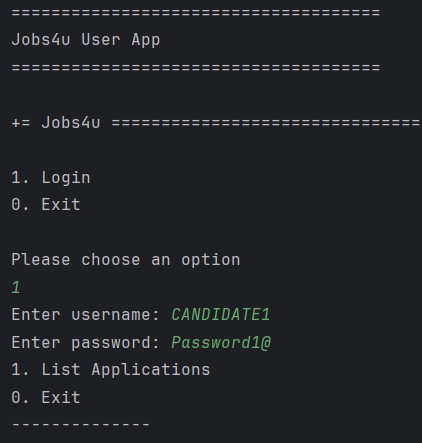 =====================================
Jobs4u User App
=====================================
+= Jobs4u ===============================
1. Login
0. Exit
Please choose an option
1
Enter username: CANDIDATE1
Enter password: Password1@
1. List Applications
0. Exit
--------------